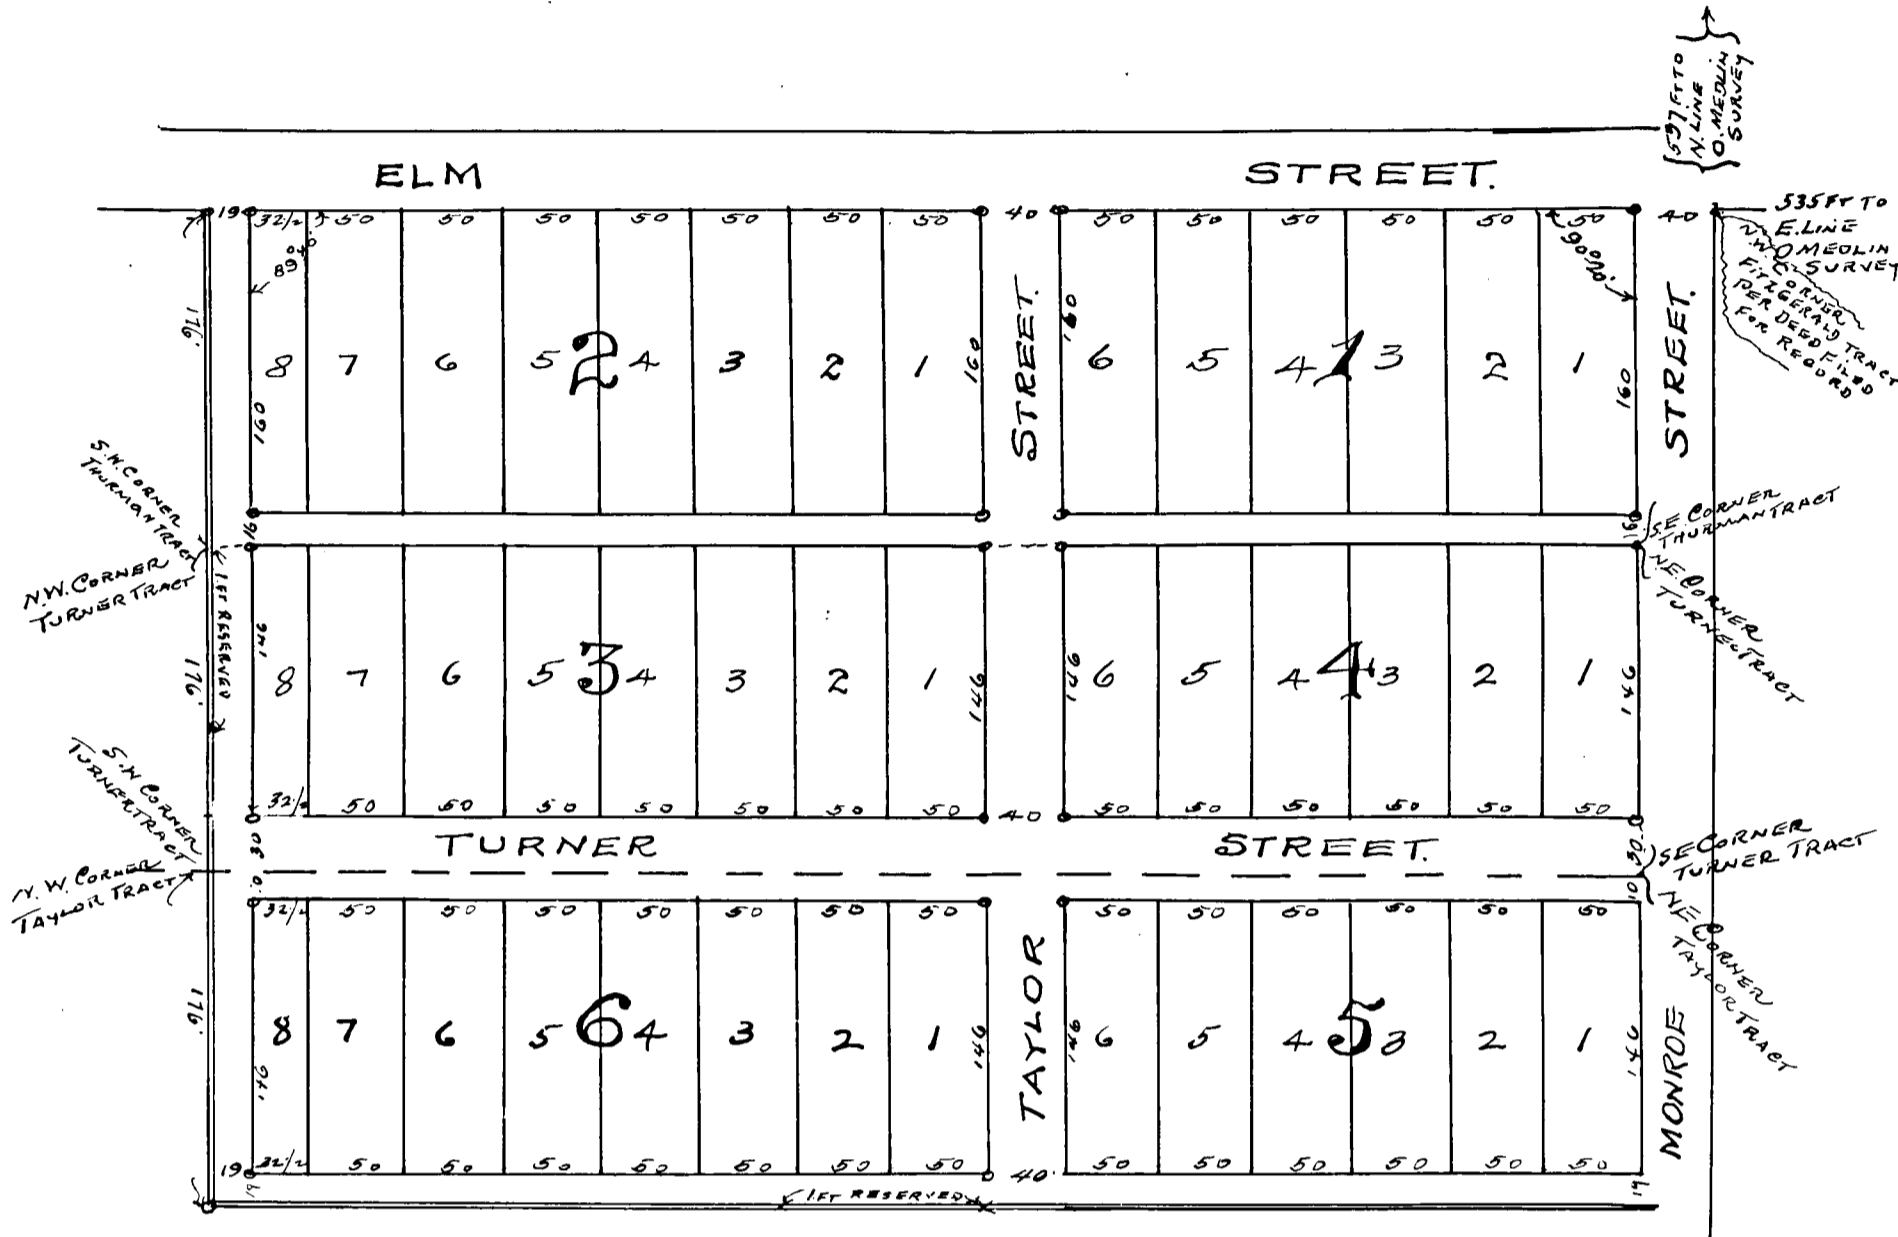 {537 FT TO
N. LINE
O. MEDLIN
SURVEY}
ELM STREET.
19 32½ 50 50 50 50 50 50 50 40 50 50 50 50 50 50 40
535 FT TO
E. LINE
O MEDLIN
SURVEY
N.W. CORNER
FITZGERALD TRACT
PER DEED FILED
FOR RECORD
89° 40'
90° 20'
176'
160
8 7 6 5 2 4 3 2 1
160
STREET.
160
6 5 4 1 3 2 1
160
STREET.
S.W. CORNER
THURMAN TRACT
N.W. CORNER
TURNER TRACT
16
16
S.E. CORNER
THURMAN TRACT
N.E. CORNER
TURNER TRACT
1 FT RESERVED
176'
146
8 7 6 5 3 4 3 2 1
146
146
6 5 4 4 3 2 1
146
32½ 50 50 50 50 50 50 50 40 50 50 50 50 50 50
S.W CORNER
TURNER TRACT
N.W. CORNER
TAYLOR TRACT
30
TURNER STREET.
30
10
S.E CORNER
TURNER TRACT
N.E CORNER
TAYLOR TRACT
32½ 50 50 50 50 50 50 50 50 50 50 50 50 50
176'
146
8 7 6 5 6 4 3 2 1
146
TAYLOR
146
6 5 4 5 3 2 1
146
MONROE
19 32½ 50 50 50 50 50 50 50 40' 50 50 50 50 50 50
19
1 FT RESERVED
19